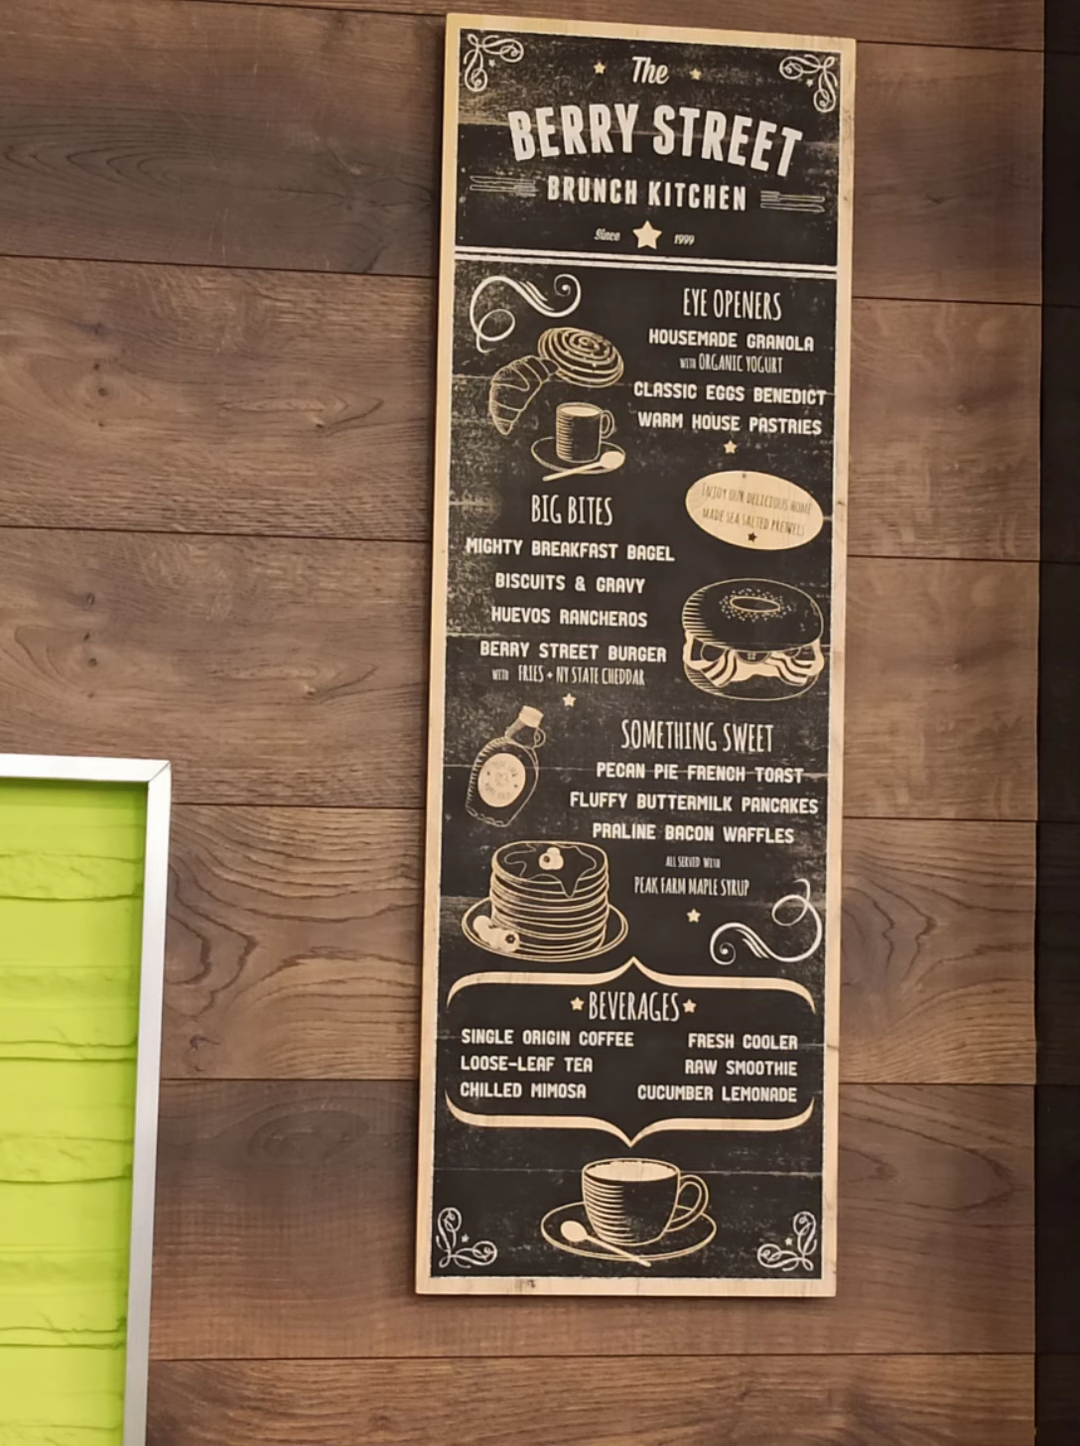 The
BERRY STREET
BRUNCH KITCHEN
Since 1999
EYE OPENERS
HOUSEMADE GRANOLA
WITH ORGANIC YOGURT
CLASSIC EGGS BENEDICT
WARM HOUSE PASTRIES
ENJOY OUR DELICIOUS HOME
MADE SEA SALTED PRETZELS
BIG BITES
MIGHTY BREAKFAST BAGEL
BISCUITS & GRAVY
HUEVOS RANCHEROS
BERRY STREET BURGER
WITH FRIES + NY STATE CHEDDAR
SOMETHING SWEET
PECAN PIE FRENCH TOAST
FLUFFY BUTTERMILK PANCAKES
PRALINE BACON WAFFLES
ALL SERVED WITH
PEAK FARM MAPLE SYRUP
BEVERAGES
SINGLE ORIGIN COFFEE
LOOSE-LEAF TEA
CHILLED MIMOSA
FRESH COOLER
RAW SMOOTHIE
CUCUMBER LEMONADE